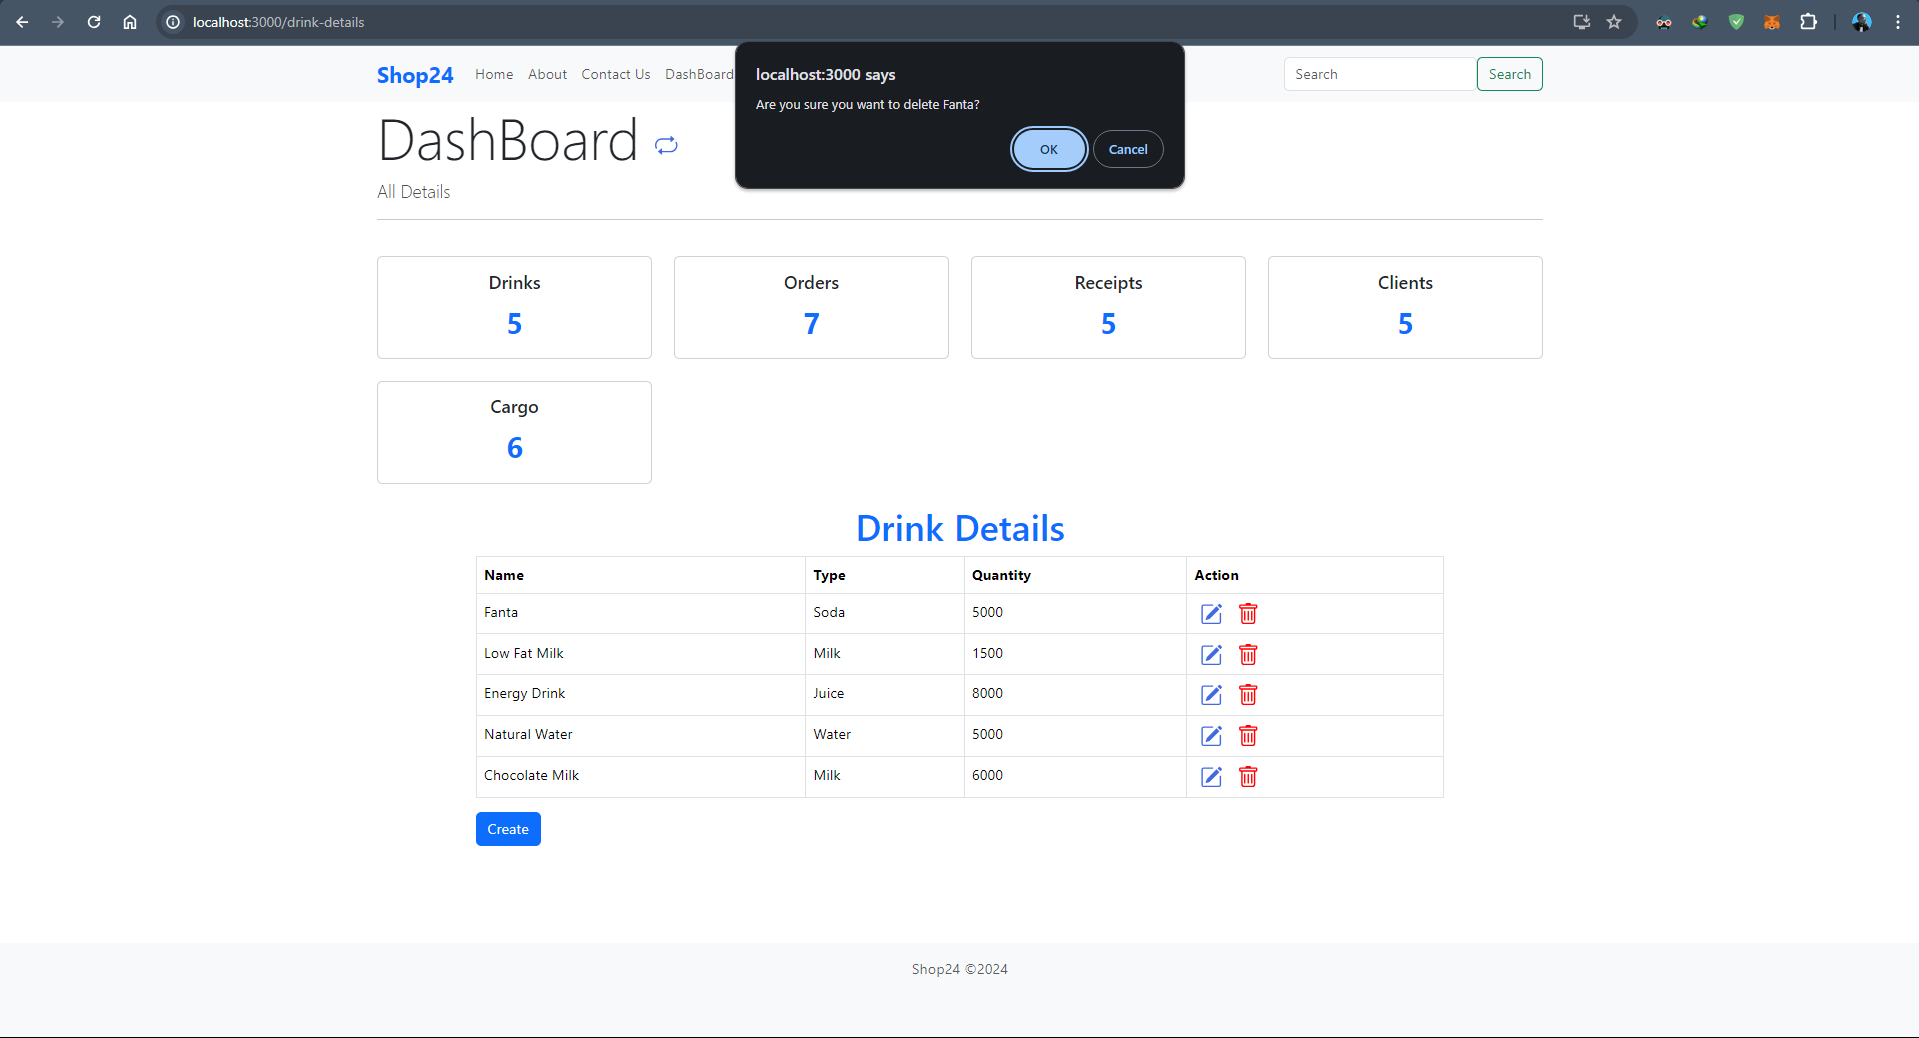 localhost:3000/drink-details
Shop24 Home About Contact Us DashBoard
Search Search
localhost:3000 says
Are you sure you want to delete Fanta?
OK Cancel
DashBoard
All Details
Drinks Orders Receipts Clients
5 7 5 5
Cargo
6
Drink Details
Name Type Quantity Action
Fanta Soda 5000
Low Fat Milk Milk 1500
Energy Drink Juice 8000
Natural Water Water 5000
Chocolate Milk Milk 6000
Create
Shop24 ©2024